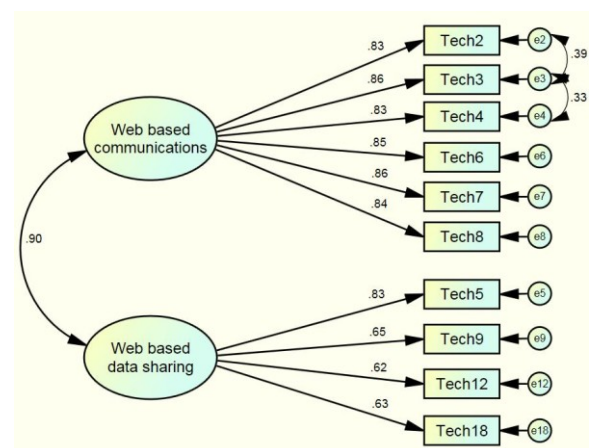 .83
Tech2
e2
.39
.86
Tech3
e3
.33
.83
Tech4
e4
Web based
communications
.85
Tech6
e6
.86
Tech7
e7
.84
Tech8
e8
.90
.83
Tech5
e5
Web based
data sharing
.65
Tech9
e9
.62
Tech12
e12
.63
Tech18
e18